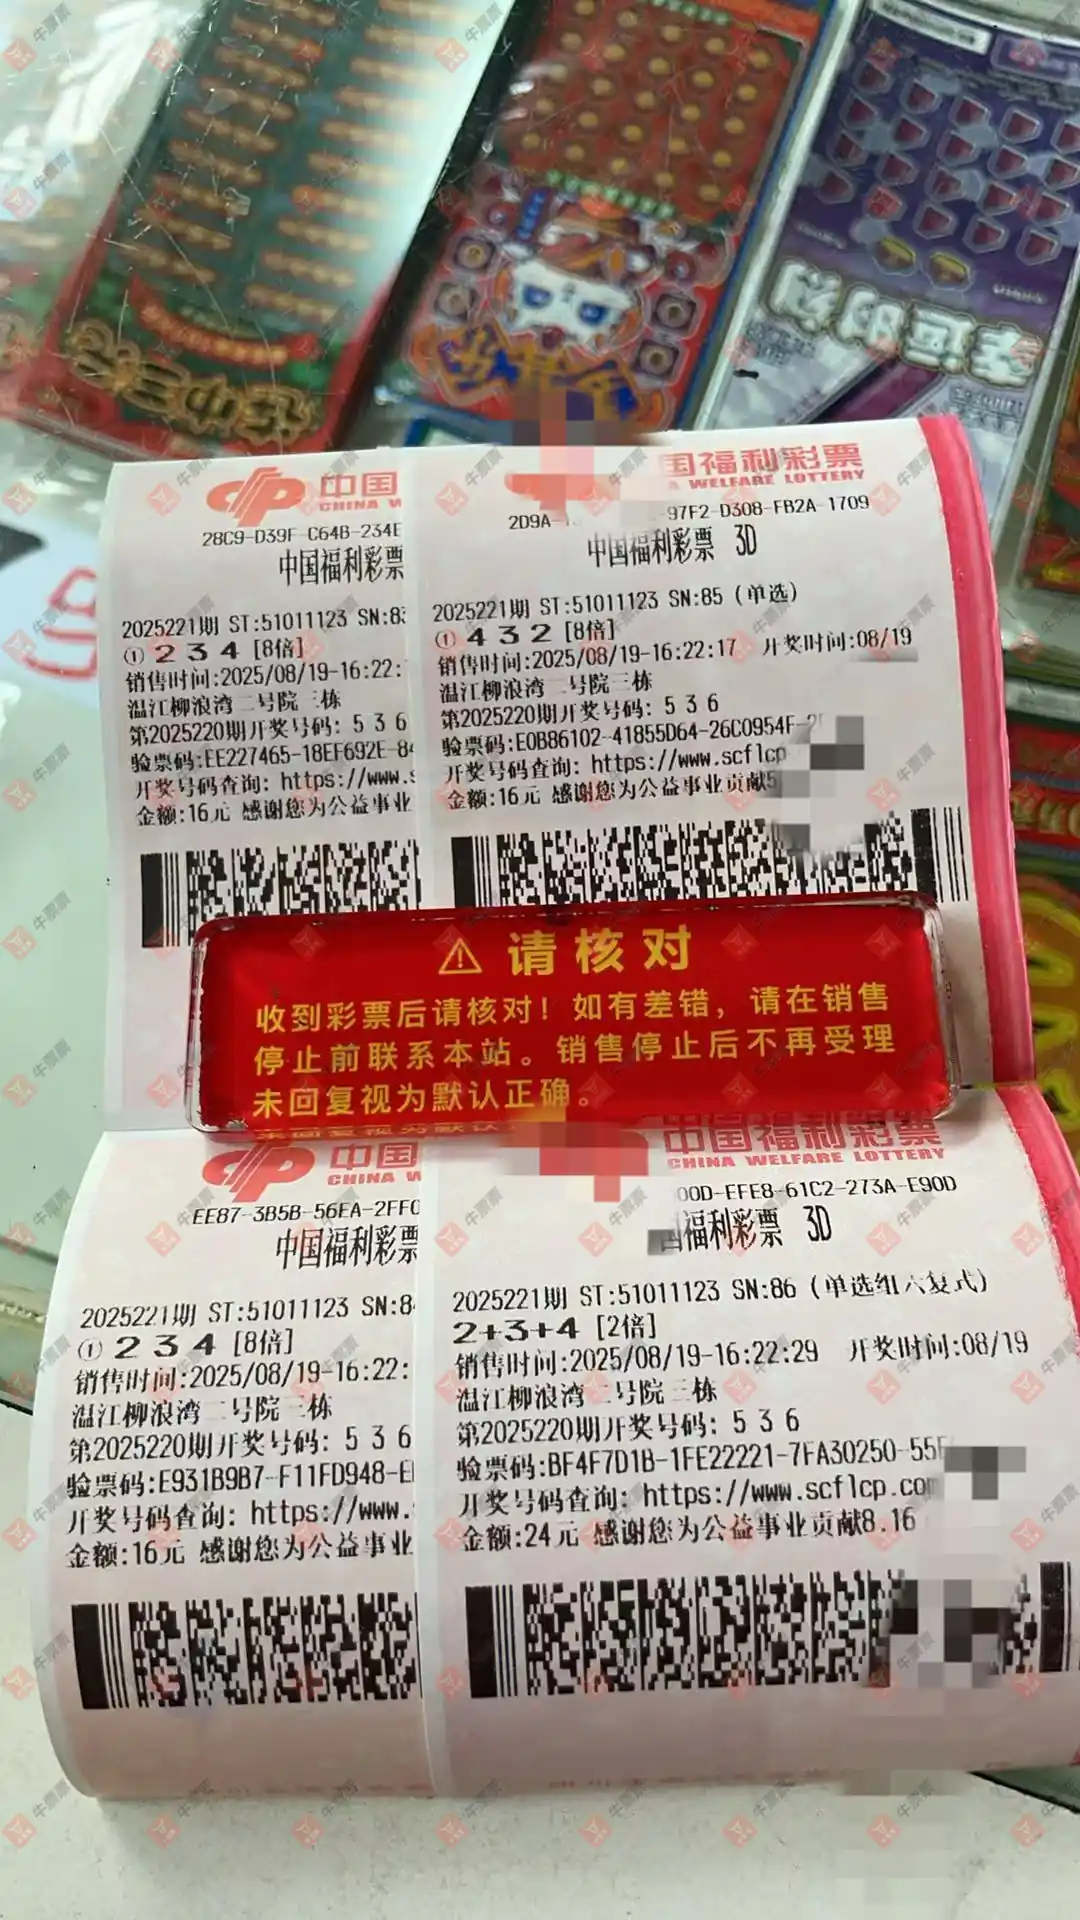 幸运时刻
中国
CHINA W
28C9-D39F-C64B-234E
中国福利彩票
2025221期 ST:51011123 SN:83
① 2 3 4 [8倍]
销售时间:2025/08/19-16:22:
温江柳浪湾二号院三栋
第2025220期开奖号码: 5 3 6
验票码:EE227465-18EF692E-84
开奖号码查询: https://www.s
金额:16元 感谢您为公益事业
国福利彩票
A WELFARE LOTTERY
2D9A-
-97F2-D308-FB2A-1709
中国福利彩票 3D
2025221期 ST:51011123 SN:85 (单选)
① 4 3 2 [8倍]
销售时间:2025/08/19-16:22:17 开奖时间:08/19
温江柳浪湾二号院三栋
第2025220期开奖号码: 5 3 6
验票码:E0B86102-41855D64-26C0954F-
开奖号码查询: https://www.scflcp
金额:16元 感谢您为公益事业贡献5
请核对
收到彩票后请核对！如有差错，请在销售
停止前联系本站。销售停止后不再受理
未回复视为默认正确。
中国
CHINA W
EE87-3B5B-56EA-2FFC
中国福利彩票
2025221期 ST:51011123 SN:84
① 2 3 4 [8倍]
销售时间:2025/08/19-16:22:
温江柳浪湾二号院三栋
第2025220期开奖号码: 5 3 6
验票码:E931B9B7-F11FD948-E
开奖号码查询: https://www.
金额:16元 感谢您为公益事业
中国福利彩票
CHINA WELFARE LOTTERY
00D-EFE8-61C2-273A-E90D
国福利彩票 3D
2025221期 ST:51011123 SN:86 (单选组六复式)
2+3+4 [2倍]
销售时间:2025/08/19-16:22:29 开奖时间:08/19
温江柳浪湾二号院三栋
第2025220期开奖号码: 5 3 6
验票码:BF4F7D1B-1FE22221-7FA30250-55
开奖号码查询: https://www.scflcp.com
金额:24元 感谢您为公益事业贡献8.16
牛票票